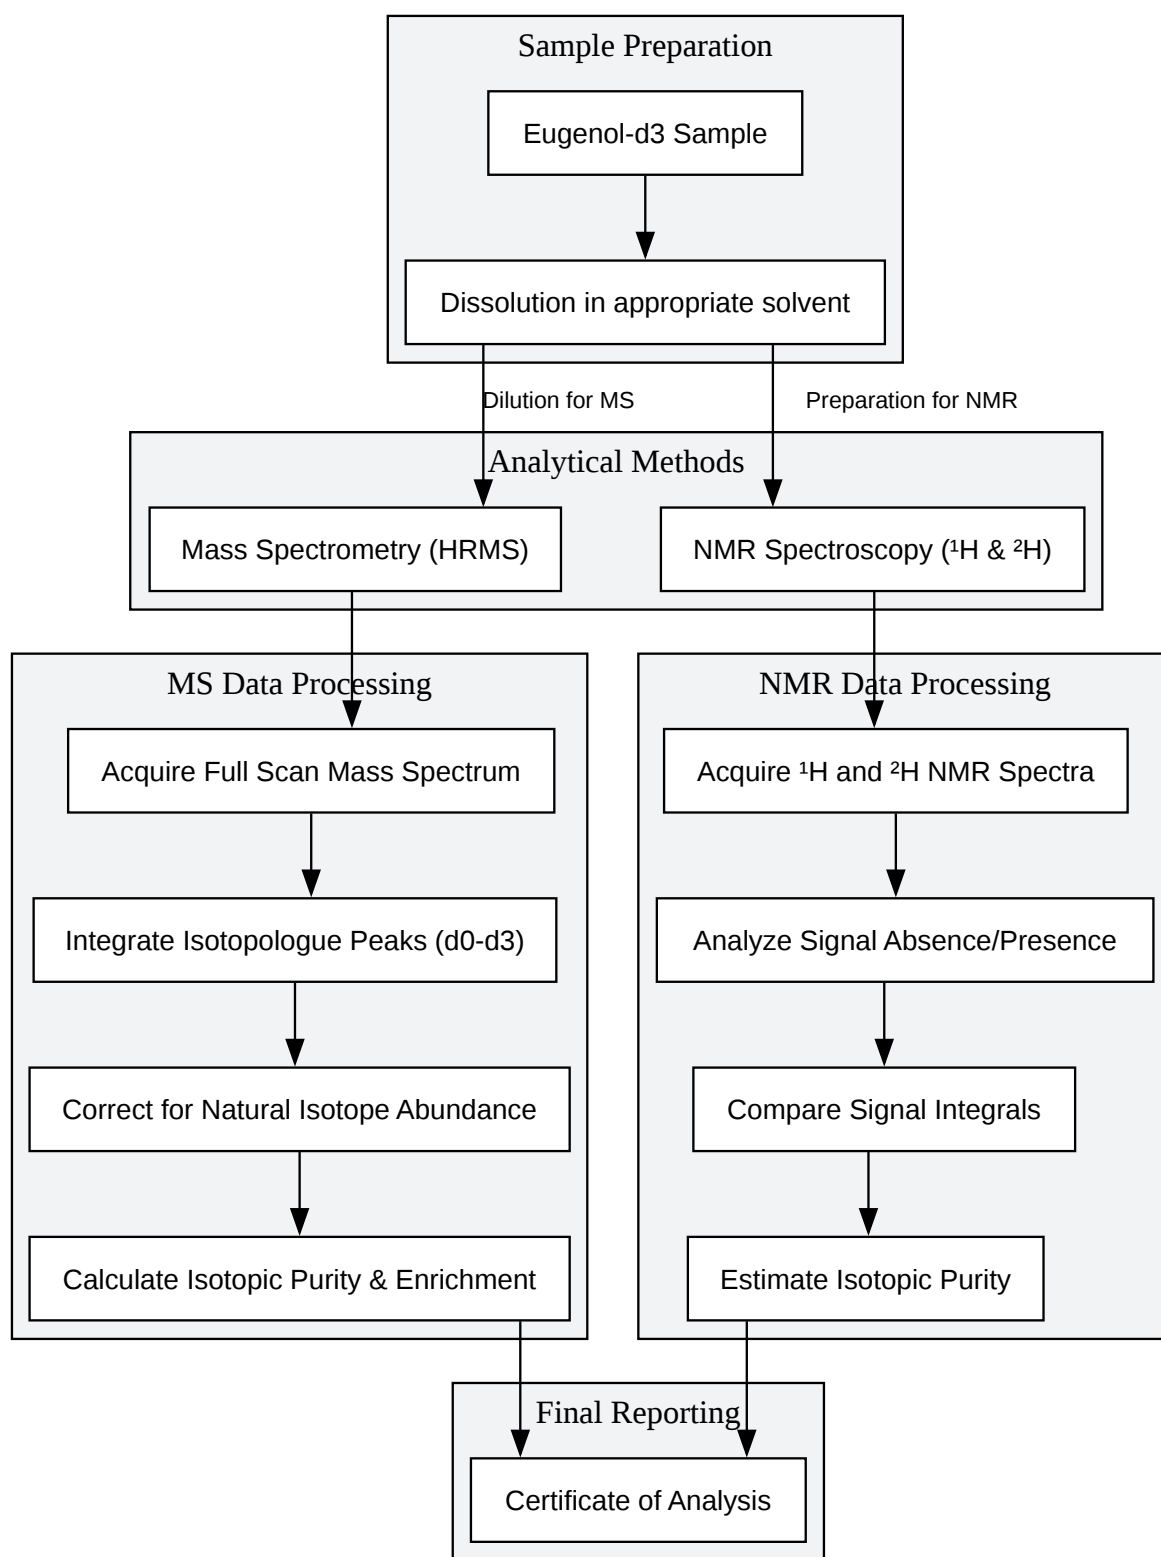 Sample Preparation
Eugenol-d3 Sample
Dissolution in appropriate solvent
Dilution for MS
Preparation for NMR
Analytical Methods
Mass Spectrometry (HRMS)
NMR Spectroscopy (¹H & ²H)
MS Data Processing
NMR Data Processing
Acquire Full Scan Mass Spectrum
Acquire ¹H and ²H NMR Spectra
Integrate Isotopologue Peaks (d0-d3)
Analyze Signal Absence/Presence
Correct for Natural Isotope Abundance
Compare Signal Integrals
Calculate Isotopic Purity & Enrichment
Estimate Isotopic Purity
Final Reporting
Certificate of Analysis